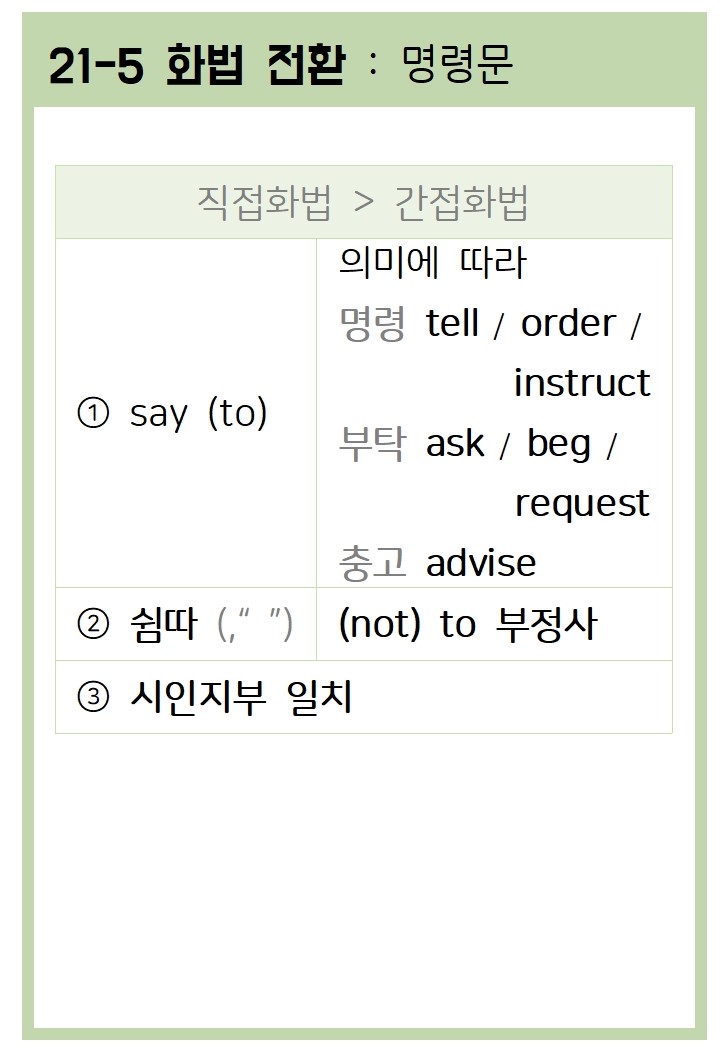 21-5 화법 전환 : 명령문
직접화법 > 간접화법
① say (to)
의미에 따라
명령 tell / order /
instruct
부탁 ask / beg /
request
충고 advise
② 쉼따 (,“ ”)
(not) to 부정사
③ 시인지부 일치